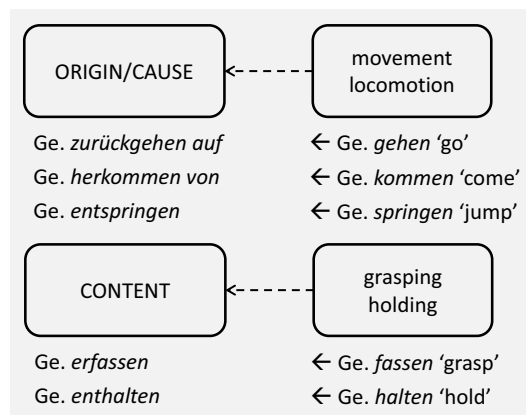 ORIGIN/CAUSE
movement
locomotion
Ge. zurückgehen auf ← Ge. gehen ‘go’
Ge. herkommen von ← Ge. kommen ‘come’
Ge. entspringen ← Ge. springen ‘jump’
CONTENT
grasping
holding
Ge. erfassen ← Ge. fassen ‘grasp’
Ge. enthalten ← Ge. halten ‘hold’